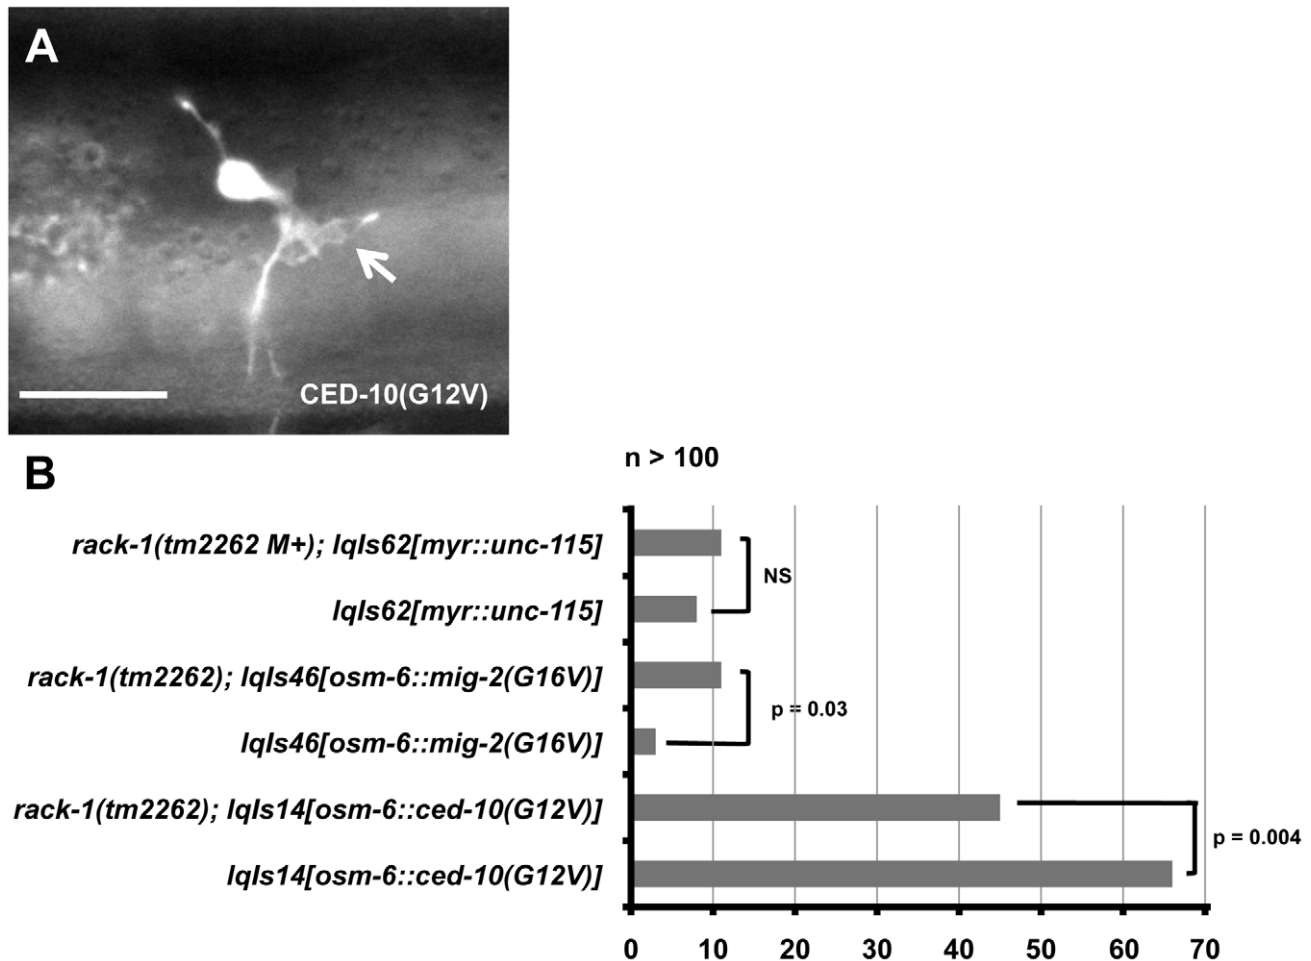 A
CED-10(G12V)
B
n > 100
rack-1(tm2262 M+); lqIs62[myr::unc-115]
NS
lqIs62[myr::unc-115]
rack-1(tm2262); lqIs46[osm-6::mig-2(G16V)]
p = 0.03
lqIs46[osm-6::mig-2(G16V)]
rack-1(tm2262); lqIs14[osm-6::ced-10(G12V)]
p = 0.004
lqIs14[osm-6::ced-10(G12V)]
0 10 20 30 40 50 60 70